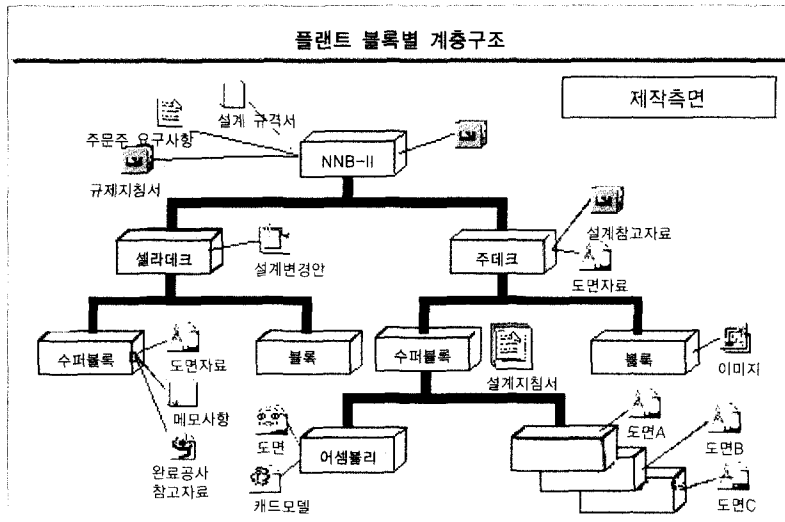 플랜트 블록별 계층구조
제작측면
설계 규격서
주문주 요구사항
NNB-II
규제지침서
셀라데크
설계변경안
주데크
설계참고자료
도면자료
수퍼블록
도면자료
블록
수퍼블록
설계지침서
블록
이미지
메모사항
완료공사
참고자료
도면
어셈블리
캐드모델
도면A
도면B
도면C